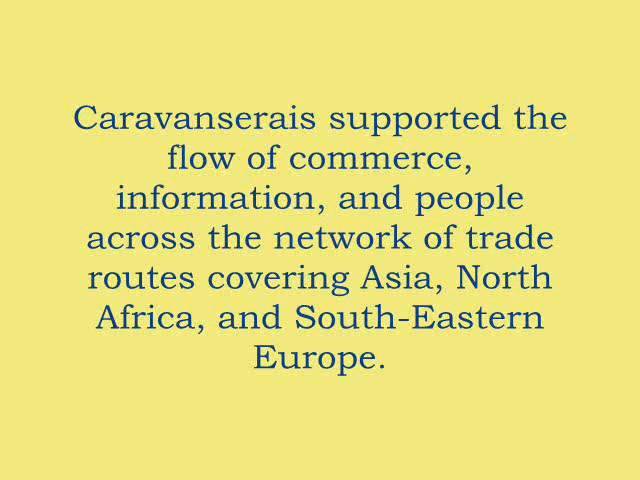 Caravanserais supported the
flow of commerce,
information, and people
across the network of trade
routes covering Asia, North
Africa, and South-Eastern
Europe.